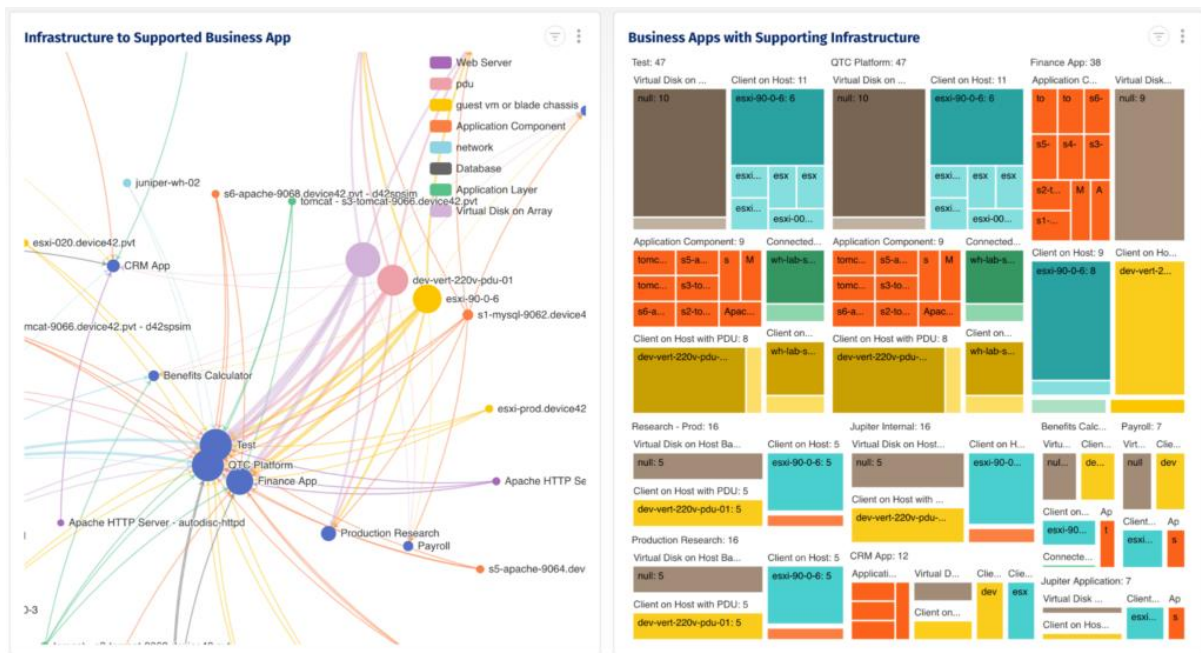 Infrastructure to Supported Business App
Web Server
pdu
guest vm or blade chassis
Application Component
network
Database
Application Layer
Virtual Disk on Array
juniper-wh-02
s6-apache-9068.device42.pvt - d42spsim
tomcat - s3-tomcat-9066.device42.pvt
esxi-020.device42.pvt
CRM App
dev-vert-220v-pdu-01
esxi-90-0-6
s1-mysql-9062.device4
mcat-9066.device42.pvt - d42spsim
Benefits Calculator
esxi-prod.device42
Test
QTC Platform
Finance App
Apache HTTP Se
Apache HTTP Server - autodisc-httpd
Production Research
Payroll
s5-apache-9064.dev
0-3
Business Apps with Supporting Infrastructure
Test: 47
Virtual Disk on ...
Client on Host: 11
null: 10
esxi-90-0-6: 6
esxi...
esx
esx
esxi...
esxi-00...
Application Component: 9
Connected...
tomc...
s5-a...
s
M
wh-lab-s...
tomc...
s3-to...
s6-a...
s2-to...
Apac...
Client on Host with PDU: 8
Client on...
dev-vert-220v-pdu-...
wh-lab-s...
QTC Platform: 47
Virtual Disk on ...
Client on Host: 11
null: 10
esxi-90-0-6: 6
esxi...
esx
esx
esxi...
esxi-00...
Application Component: 9
Connected...
tomc...
s5-a...
s
M
wh-lab-s...
tomc...
s3-to...
s6-a...
s2-to...
Apac...
Client on Host with PDU: 8
Client on...
dev-vert-220v-pdu-...
wh-lab-s...
Finance App: 38
Application C...
Virtual Disk...
to
to
s6-
null: 9
s5-
s4-
s3-
s2-t...
M
A
s1-...
Client on Host: 9
Client on Ho...
esxi-90-0-6: 8
dev-vert-2...
Research - Prod: 16
Virtual Disk on Host Ba...
Client on Host: 5
null: 5
esxi-90-0-6: 5
Client on Host with PDU: 5
dev-vert-220v-pdu-01: 5
Production Research: 16
Virtual Disk on Host Ba...
Client on Host: 5
null: 5
esxi-90-0-6: 5
Client on Host with PDU: 5
dev-vert-220v-pdu-01: 5
Jupiter Internal: 16
Virtual Disk on Host...
Client on H...
null: 5
esxi-90-0...
Client on Host with ...
dev-vert-220v-pdu-...
CRM App: 12
Applicati...
Virtual D...
Clie...
Clie...
dev
esx
Client on...
Benefits Calc...
Virtu...
Clien...
nul...
de...
Client on...
Ap
esxi-90...
t
Connecte...
Payroll: 7
Virt...
Clie...
null
dev
Client...
Ap
esxi...
s
Jupiter Application: 7
Virtual Disk ...
Client...
Ap
Client on Hos...
esxi...
s